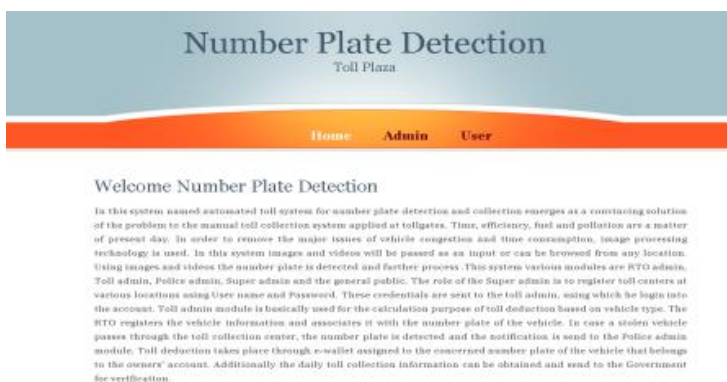 Number Plate Detection
Toll Plaza
Home Admin User
Welcome Number Plate Detection
In this system named automated toll system for number plate detection and collection emerges as a convincing solution
of the problem to the manual toll collection system applied at tollgates. Time, efficiency, fuel and pollution are a matter
of present day. In order to remove the major issues of vehicle congestion and time consumption, image processing
technology is used. In this system images and videos will be passed as an input or can be browsed from any location.
Using images and videos the number plate is detected and further process .This system various modules are RTO admin,
Toll admin, Police admin, Super admin and the general public. The role of the Super admin is to register toll centers at
various locations using User name and Password. These credentials are sent to the toll admin, using which he login into
the account. Toll admin module is basically used for the calculation purpose of toll deduction based on vehicle type. The
RTO registers the vehicle information and associates it with the number plate of the vehicle. In case a stolen vehicle
passes through the toll collection center, the number plate is detected and the notification is send to the Police admin
module. Toll deduction takes place through e-wallet assigned to the concerned number plate of the vehicle that belongs
to the owners' account. Additionally the daily toll collection information can be obtained and send to the Government
for verification.